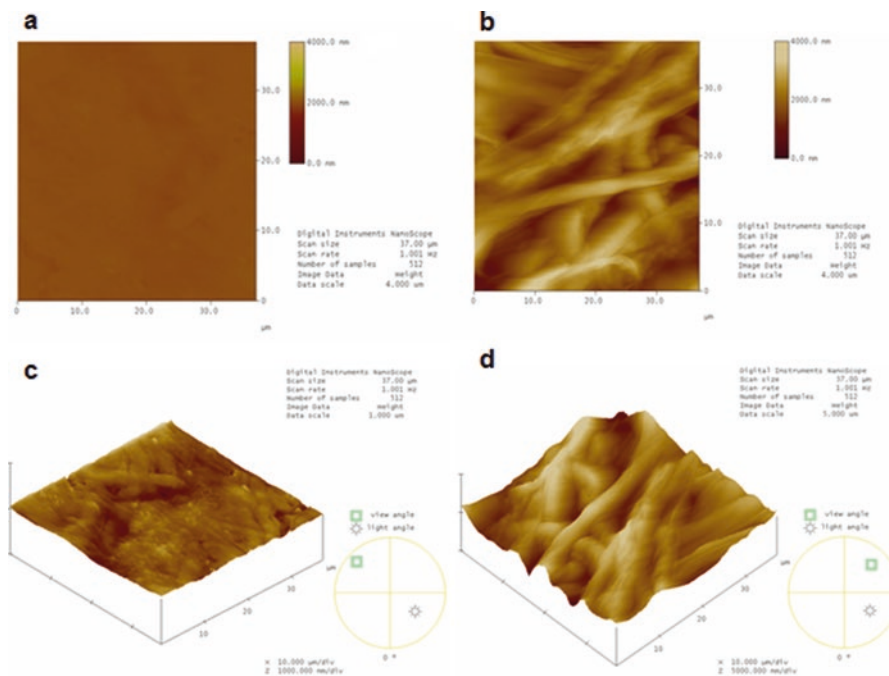 a
4000.0 nm
2000.0 nm
0.0 nm
30.0
20.0
10.0
0
0
10.0
20.0
30.0
µm
Digital Instruments NanoScope
Scan size 37.00 µm
Scan rate 1.001 Hz
Number of samples 512
Image Data Height
Data scale 4.000 um
b
4000.0 nm
2000.0 nm
0.0 nm
30.0
20.0
10.0
0
0
10.0
20.0
30.0
µm
Digital Instruments NanoScope
Scan size 37.00 µm
Scan rate 1.001 Hz
Number of samples 512
Image Data Height
Data scale 4.000 um
c
Digital Instruments NanoScope
Scan size 37.00 µm
Scan rate 1.001 Hz
Number of samples 512
Image Data Height
Data scale 1.000 um
view angle
light angle
µm
30
20
10
0 °
X 10.000 µm/div
Z 1000.000 nm/div
d
Digital Instruments NanoScope
Scan size 37.00 µm
Scan rate 1.001 Hz
Number of samples 512
Image Data Height
Data scale 5.000 um
view angle
light angle
µm
30
20
10
0 °
X 10.000 µm/div
Z 5000.000 nm/div